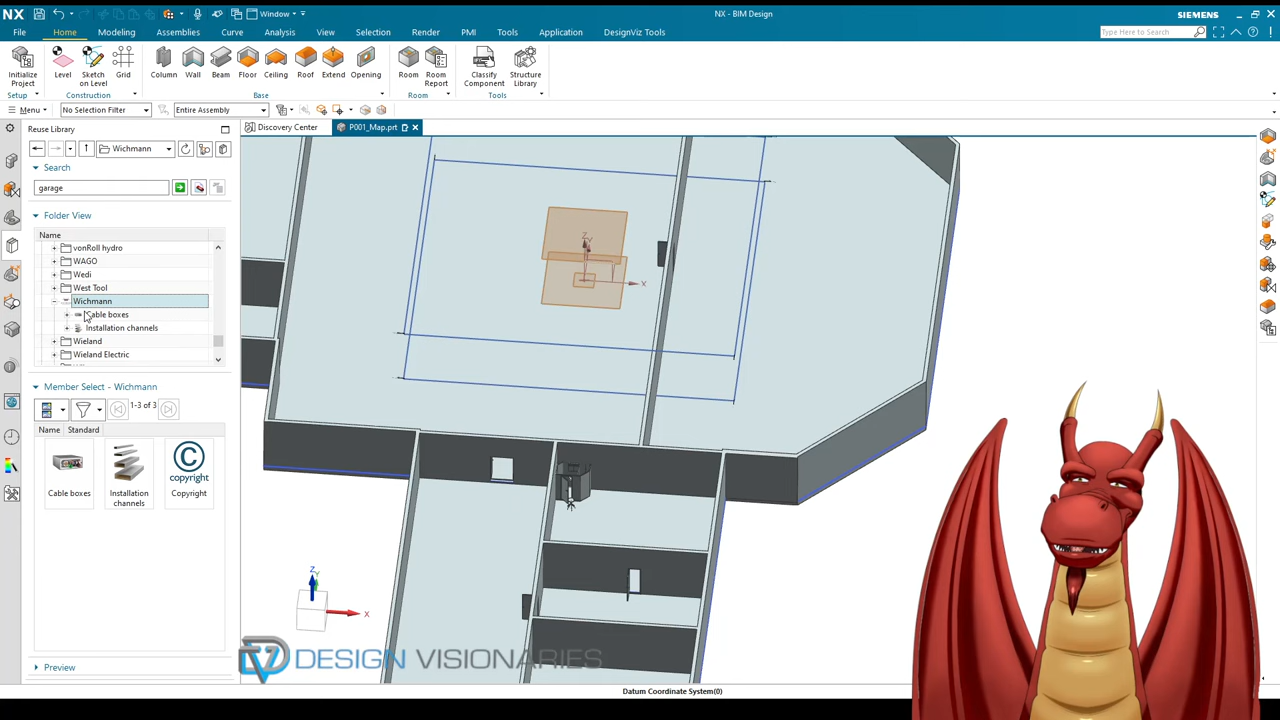 NX
Window
NX - BIM Design
SIEMENS
File Home Modeling Assemblies Curve Analysis View Selection Render PMI Tools Application DesignViz Tools
Type Here to Search
Initialize Project
Level
Sketch on Level
Grid
Column
Wall
Beam
Floor
Ceiling
Roof
Extend
Opening
Room
Room Report
Classify Component
Structure Library
Setup
Construction
Base
Room
Tools
Menu
No Selection Filter
Entire Assembly
Reuse Library
Discovery Center
P001_Map.prt
Wichmann
Search
garage
Folder View
Name
vonRoll hydro
WAGO
Wedi
West Tool
Wichmann
Cable boxes
Installation channels
Wieland
Wieland Electric
Member Select - Wichmann
1-3 of 3
Name Standard
Cable boxes
Installation channels
© copyright
Copyright
Preview
Z
Y
X
Z
Y
X
DESIGN VISIONARIES
Datum Coordinate System(0)